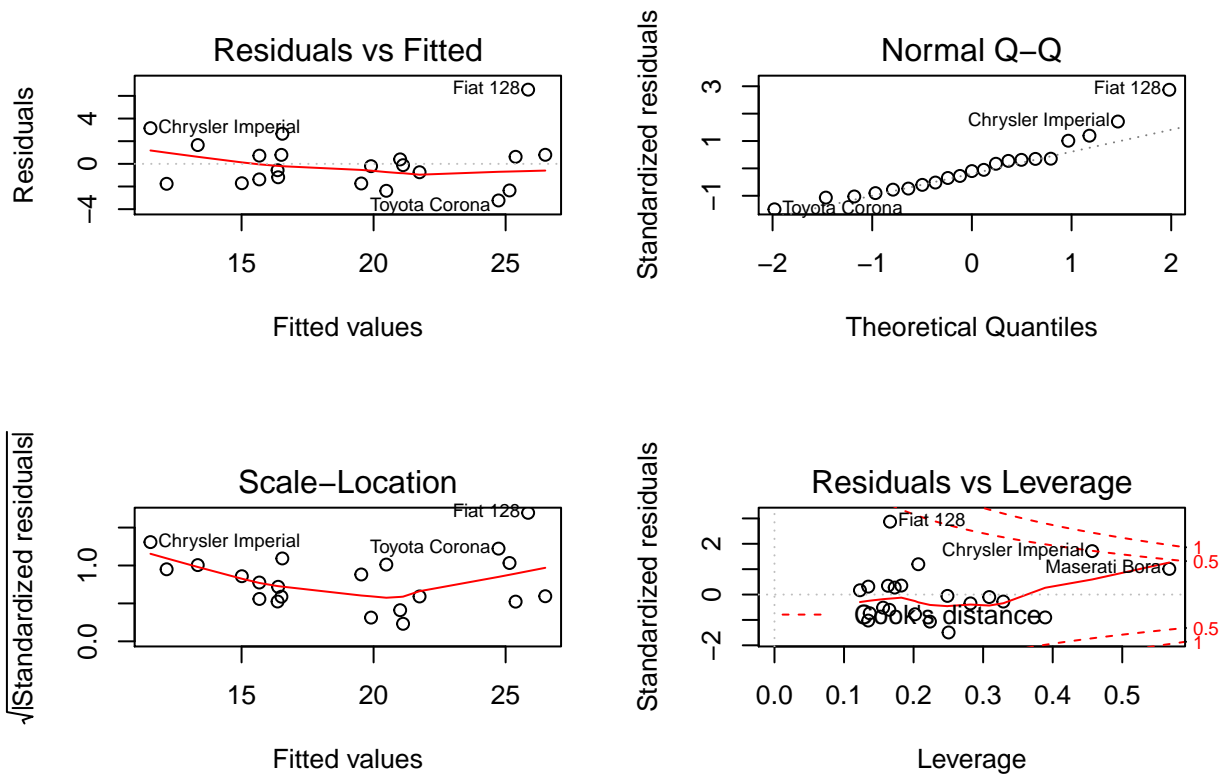 Residuals vs Fitted
Residuals
4
0
−4
Fiat 128
Chrysler Imperial
Toyota Corona
15
20
25
Fitted values
Normal Q−Q
Standardized residuals
3
1
−1
Fiat 128
Chrysler Imperial
Toyota Corona
−2
−1
0
1
2
Theoretical Quantiles
Scale−Location
√|Standardized residuals|
1.0
0.0
Fiat 128
Chrysler Imperial
Toyota Corona
15
20
25
Fitted values
Residuals vs Leverage
Standardized residuals
2
0
−2
Fiat 128
Chrysler Imperial
Maserati Bora
Cook's distance
1
0.5
0.5
1
0.0
0.1
0.2
0.3
0.4
0.5
Leverage